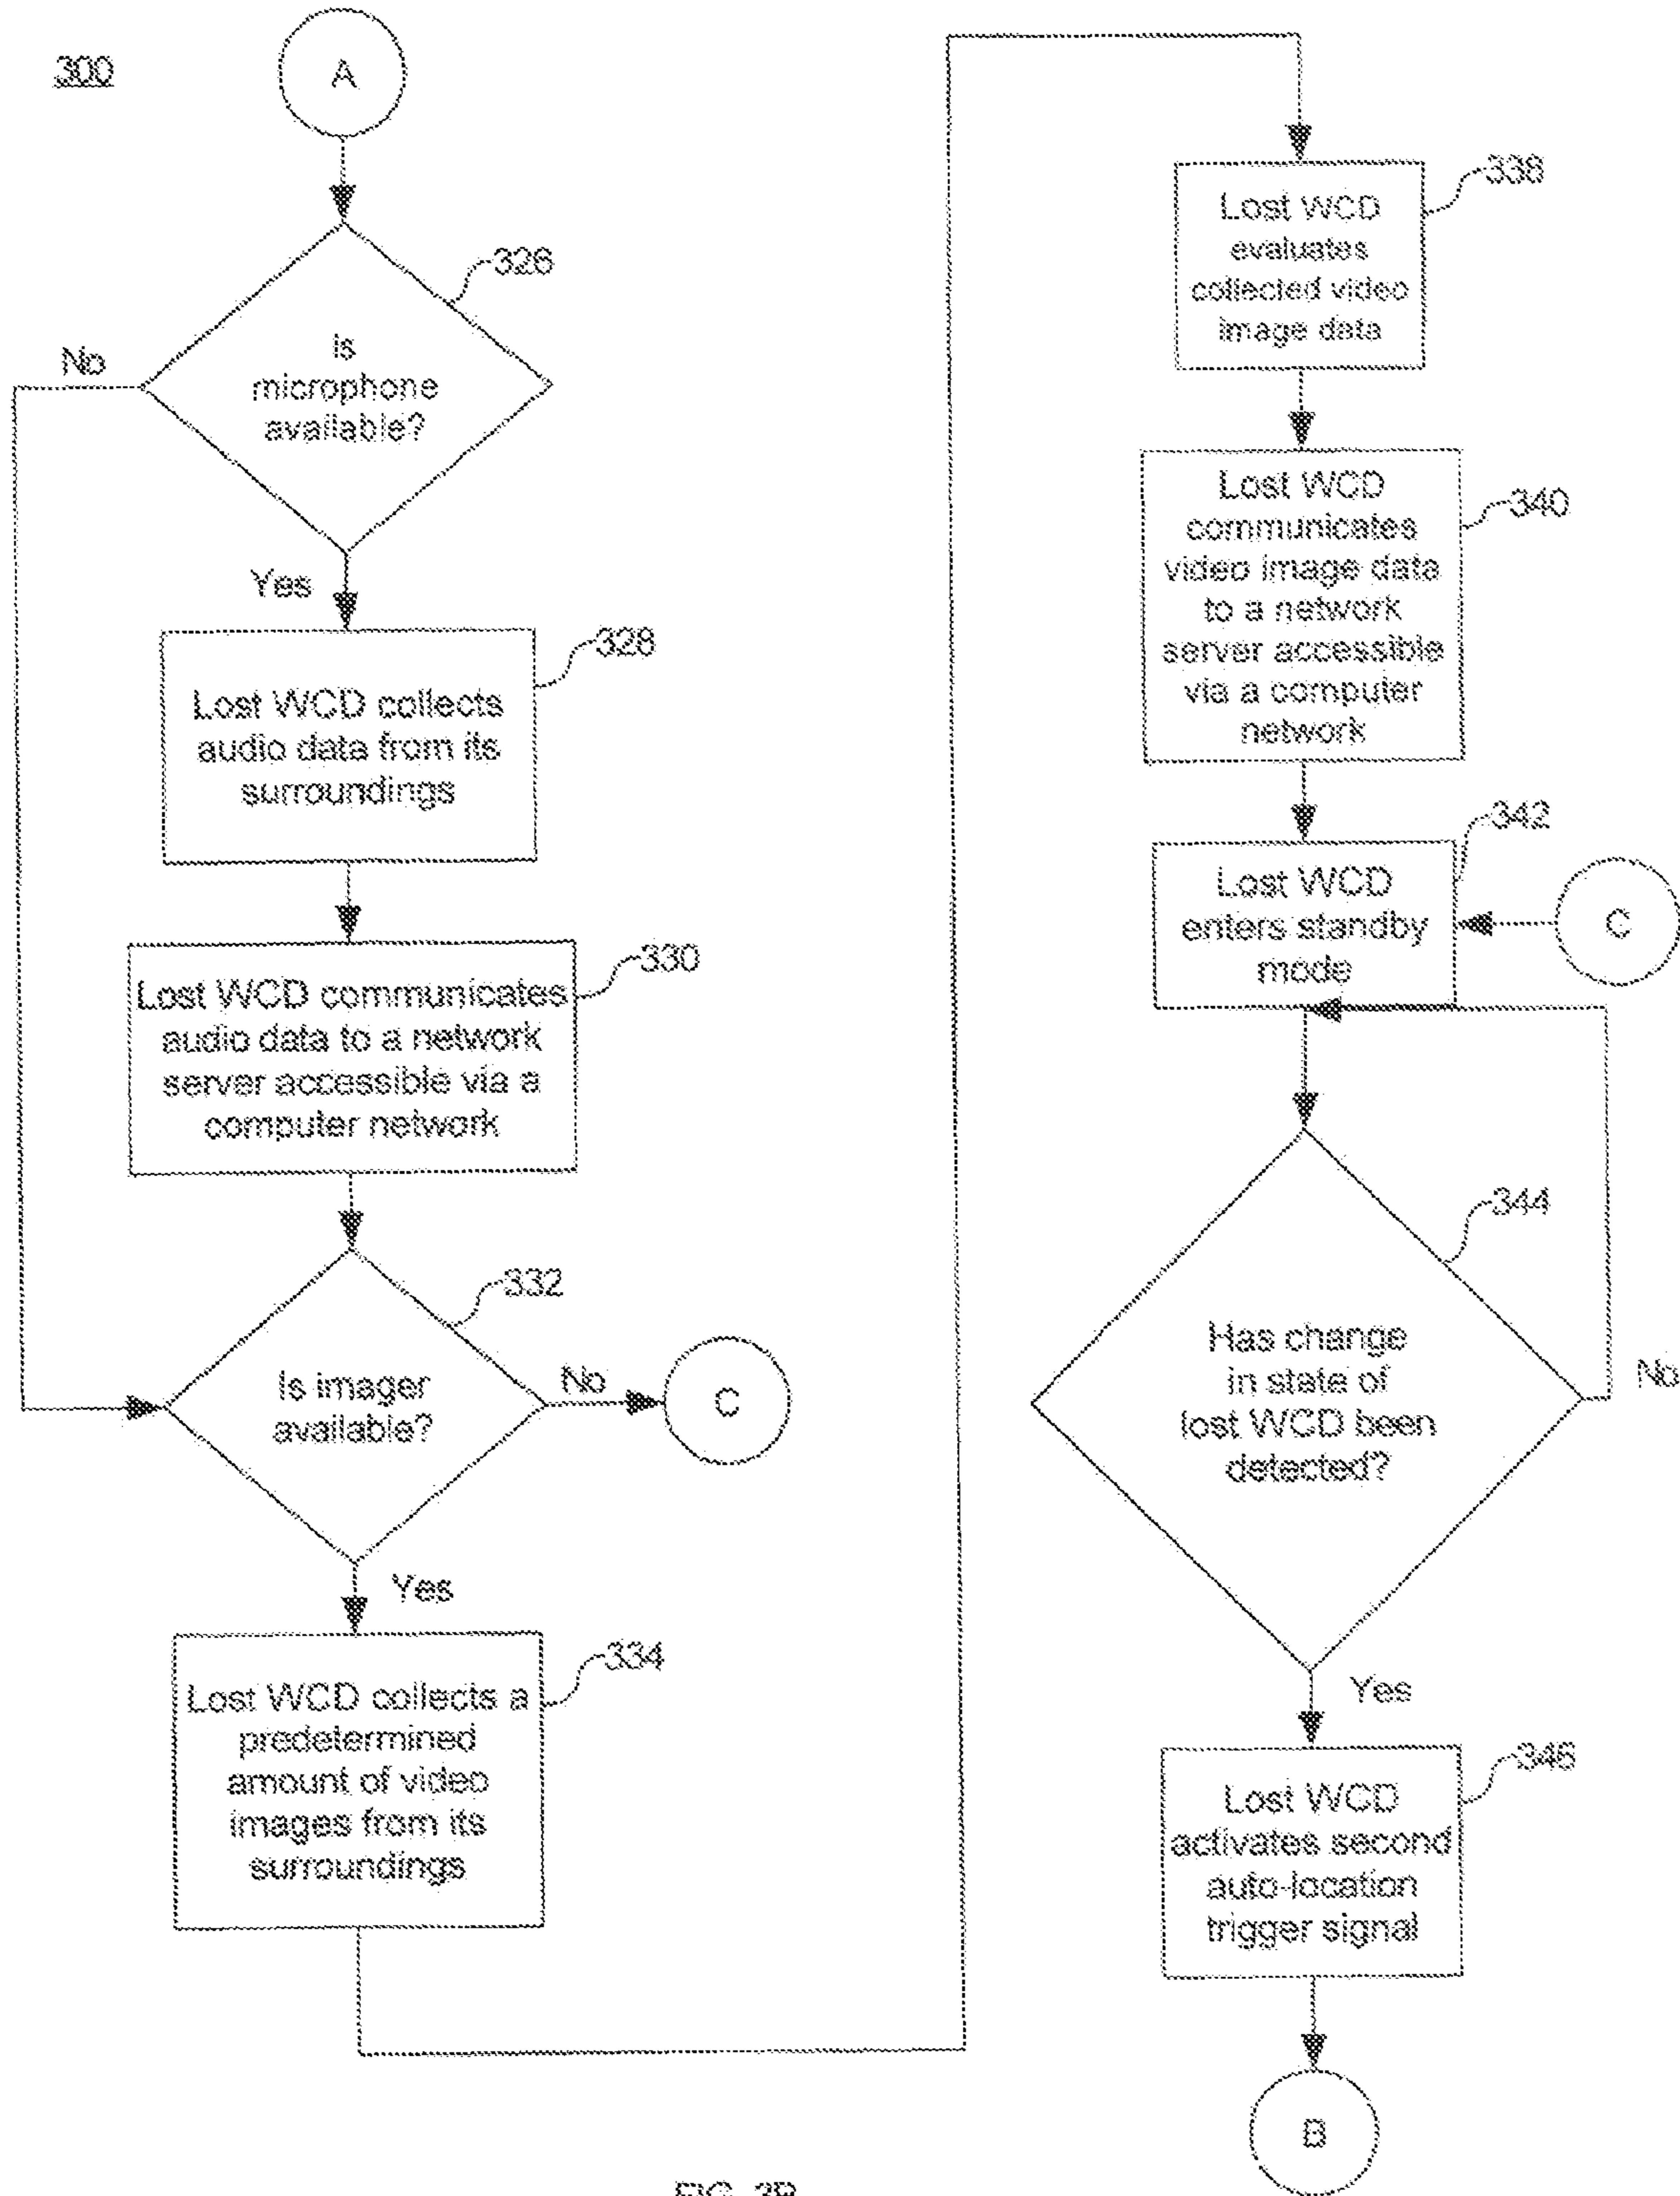 300
A
326
Is
microphone
available?
No
Yes
328
Lost WCD collects
audio data from its
surroundings
330
Lost WCD communicates
audio data to a network
server accessible via a
computer network
332
Is imager
available?
No
C
Yes
334
Lost WCD collects a
predetermined
amount of video
images from its
surroundings
338
Lost WCD
evaluates
collected video
image data
340
Lost WCD
communicates
video image data
to a network
server accessible
via a computer
network
342
Lost WCD
enters standby
mode
C
344
Has change
in state of
lost WCD been
detected?
No
Yes
346
Lost WCD
activates second
auto-location
trigger signal
B
FIG. 3B